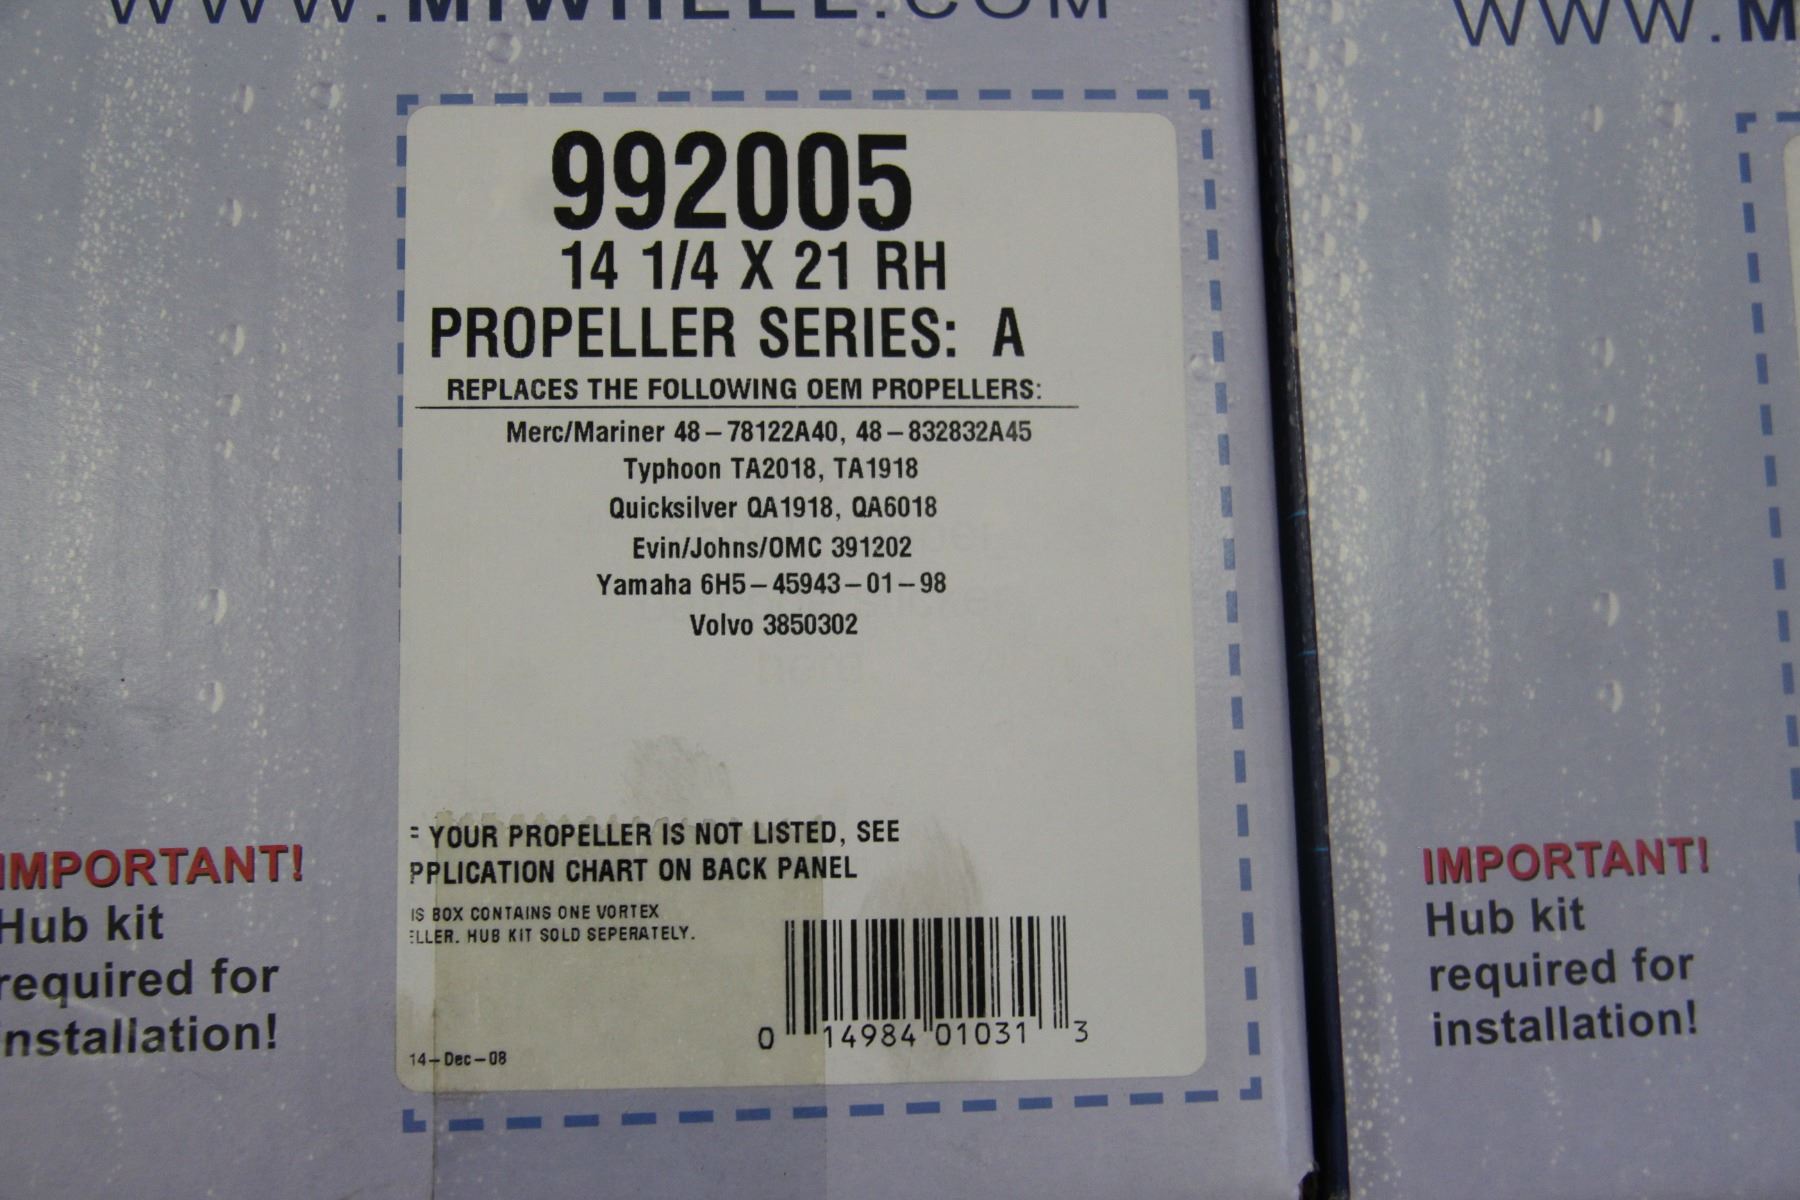 WWW.MIWHEEL.COM
992005
14 1/4 X 21 RH
PROPELLER SERIES: A
REPLACES THE FOLLOWING OEM PROPELLERS:
Merc/Mariner 48-78122A40, 48-832832A45
Typhoon TA2018, TA1918
Quicksilver QA1918, QA6018
Evin/Johns/OMC 391202
Yamaha 6H5-45943-01-98
Volvo 3850302
YOUR PROPELLER IS NOT LISTED, SEE
PPLICATION CHART ON BACK PANEL
IS BOX CONTAINS ONE VORTEX
ELLER. HUB KIT SOLD SEPERATELY.
0 14984 01031 3
14-Dec-08
IMPORTANT!
Hub kit
required for
installation!
WWW.M
IMPORTANT!
Hub kit
required for
installation!